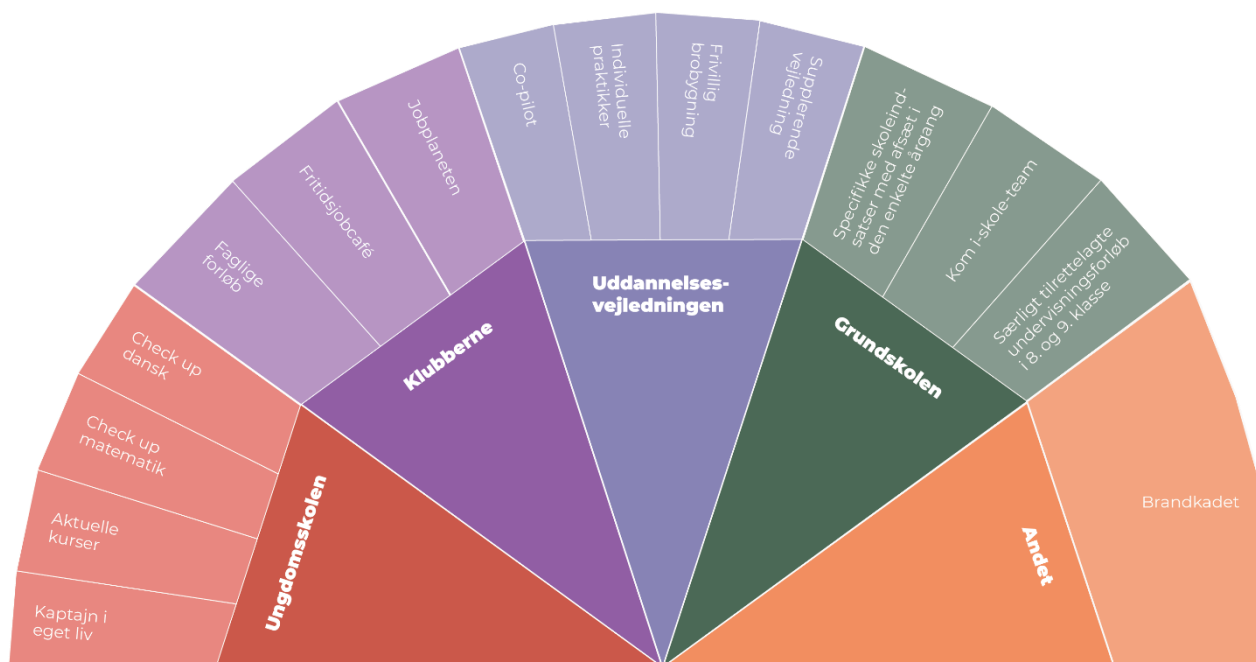 Ungdomsskolen
Kaptajn i
eget liv
Aktuelle
kurser
Check up
matematik
Check up
dansk
Klubberne
Faglige
forløb
Fritidsjobcafé
Jobplaneten
Uddannelses-
vejledningen
Co-pilot
Individuelle
praktikker
Frivillig
brobygning
Supplerende
vejledning
Grundskolen
Specifikke skoleind-
satser med afsæt i
den enkelte årgang
Kom i-skole-team
Særligt tilrettelagte
undervisningsforløb
i 8. og 9. klasse
Andet
Brandkadet